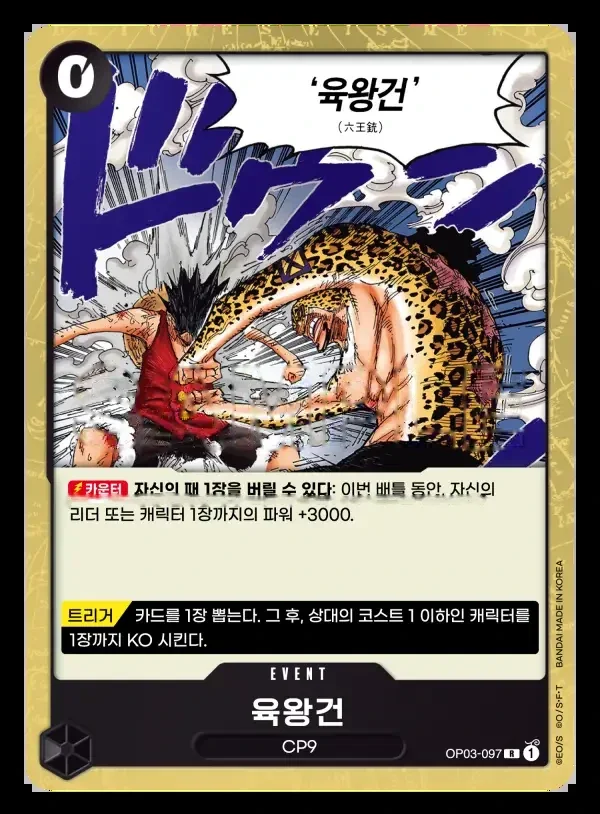 0
‘육왕건’
(六王銃)
ドウン
카운터 자신의 패 1장을 버릴 수 있다: 이번 배틀 동안, 자신의
리더 또는 캐릭터 1장까지의 파워 +3000.
트리거 카드를 1장 뽑는다. 그 후, 상대의 코스트 1 이하인 캐릭터를
1장까지 KO 시킨다.
EVENT
육왕건
CP9
OP03-097 R 1
©E.O/S ©O/S·F·T BANDAI MADE IN KOREA